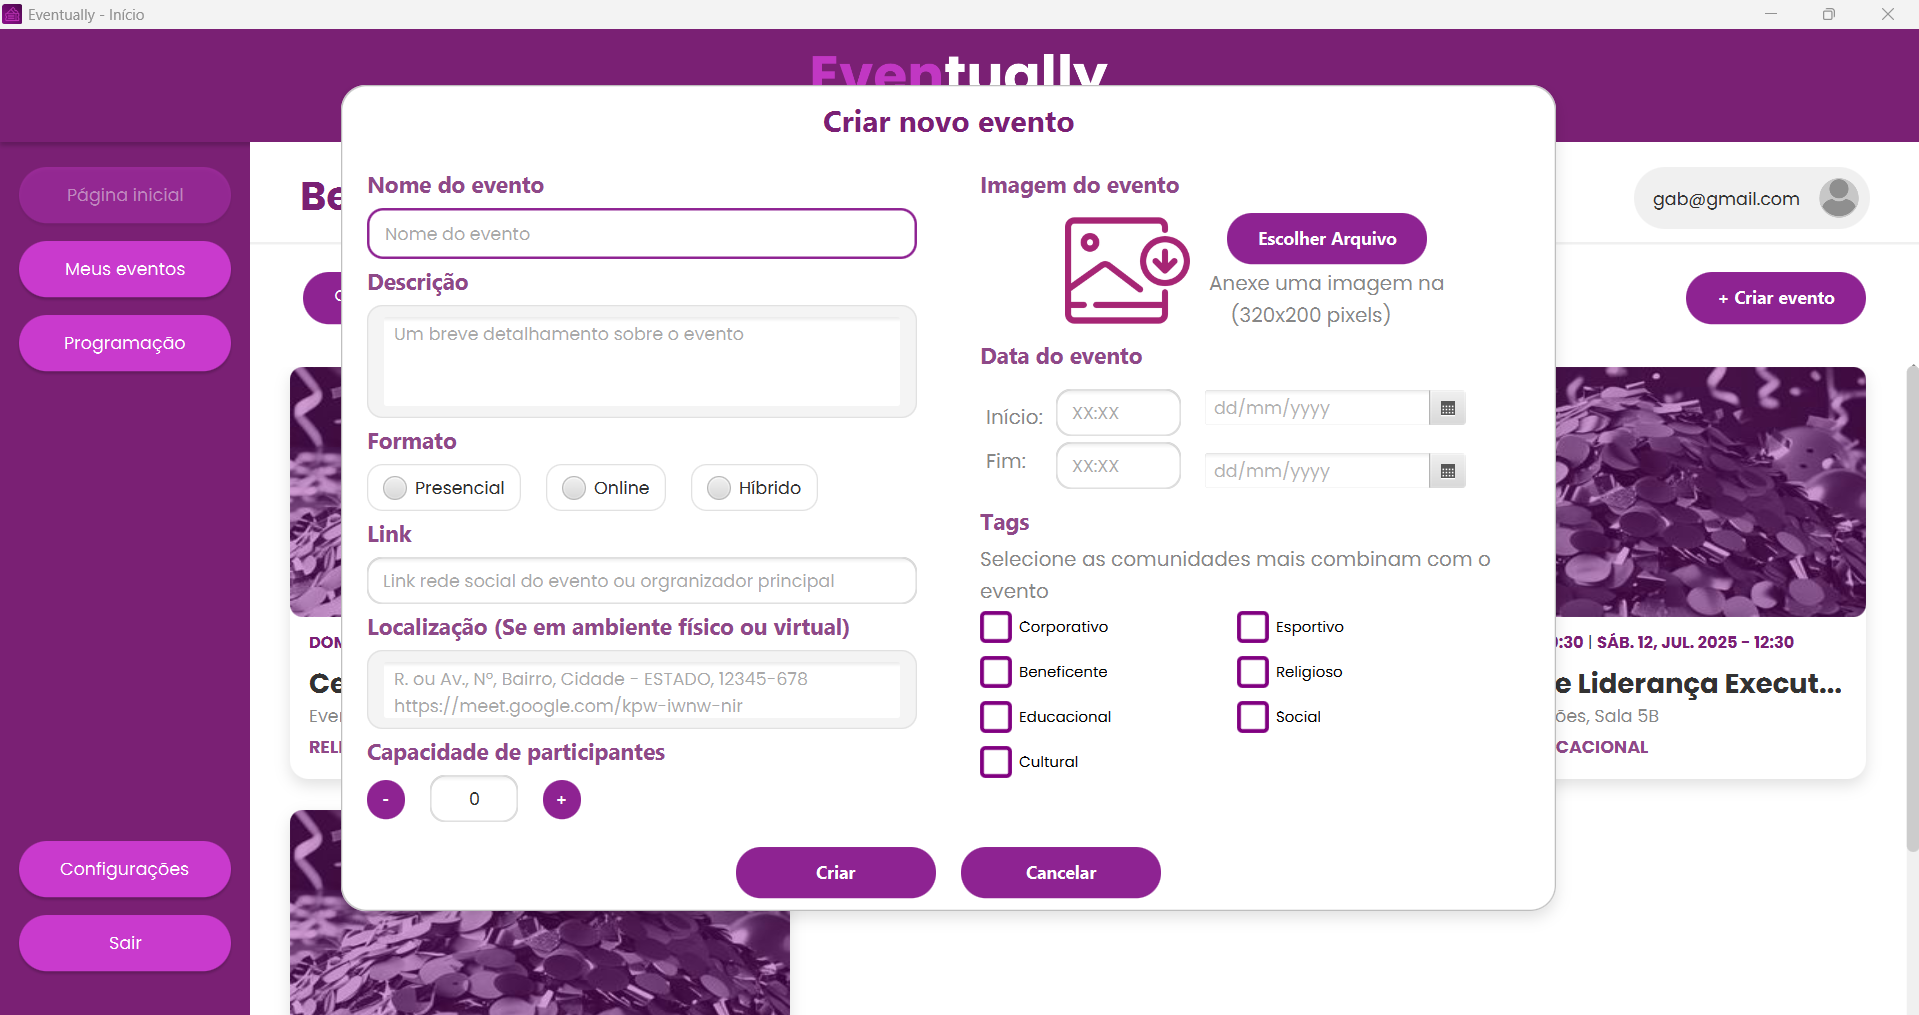 Eventually - Início
Eventually
Criar novo evento
Página inicial
Meus eventos
Programação
Configurações
Sair
Be
gab@gmail.com
+ Criar evento
Nome do evento
Nome do evento
Descrição
Um breve detalhamento sobre o evento
Formato
Presencial
Online
Híbrido
Link
Link rede social do evento ou orgranizador principal
Localização (Se em ambiente físico ou virtual)
R. ou Av., Nº, Bairro, Cidade - ESTADO, 12345-678
https://meet.google.com/kpw-iwnw-nir
Capacidade de participantes
-
0
+
Imagem do evento
Escolher Arquivo
Anexe uma imagem na
(320x200 pixels)
Data do evento
Início:
XX:XX
dd/mm/yyyy
Fim:
XX:XX
dd/mm/yyyy
Tags
Selecione as comunidades mais combinam com o
evento
Corporativo
Esportivo
Beneficente
Religioso
Educacional
Social
Cultural
Criar
Cancelar
DOM
Ce
Ever
RELI
:30 | SÁB. 12, JUL. 2025 - 12:30
e Liderança Execut...
ões, Sala 5B
CACIONAL